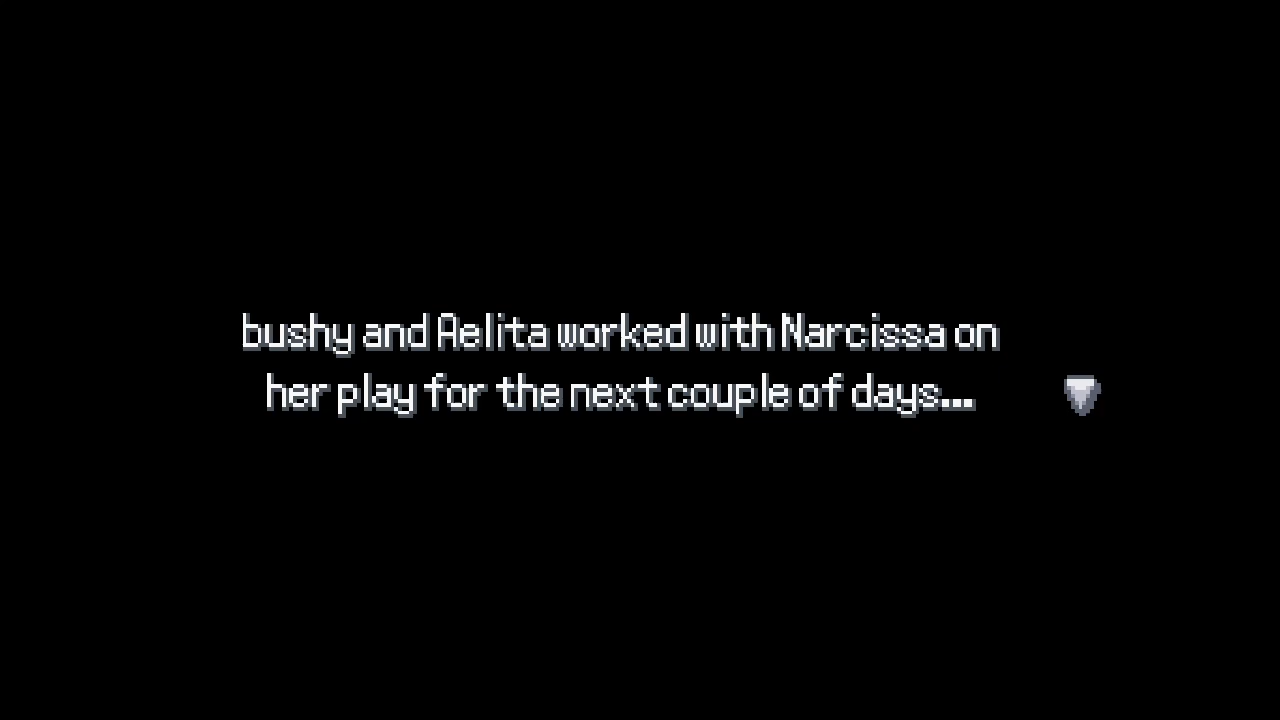 bushy and Aelita worked with Narcissa on
her play for the next couple of days...